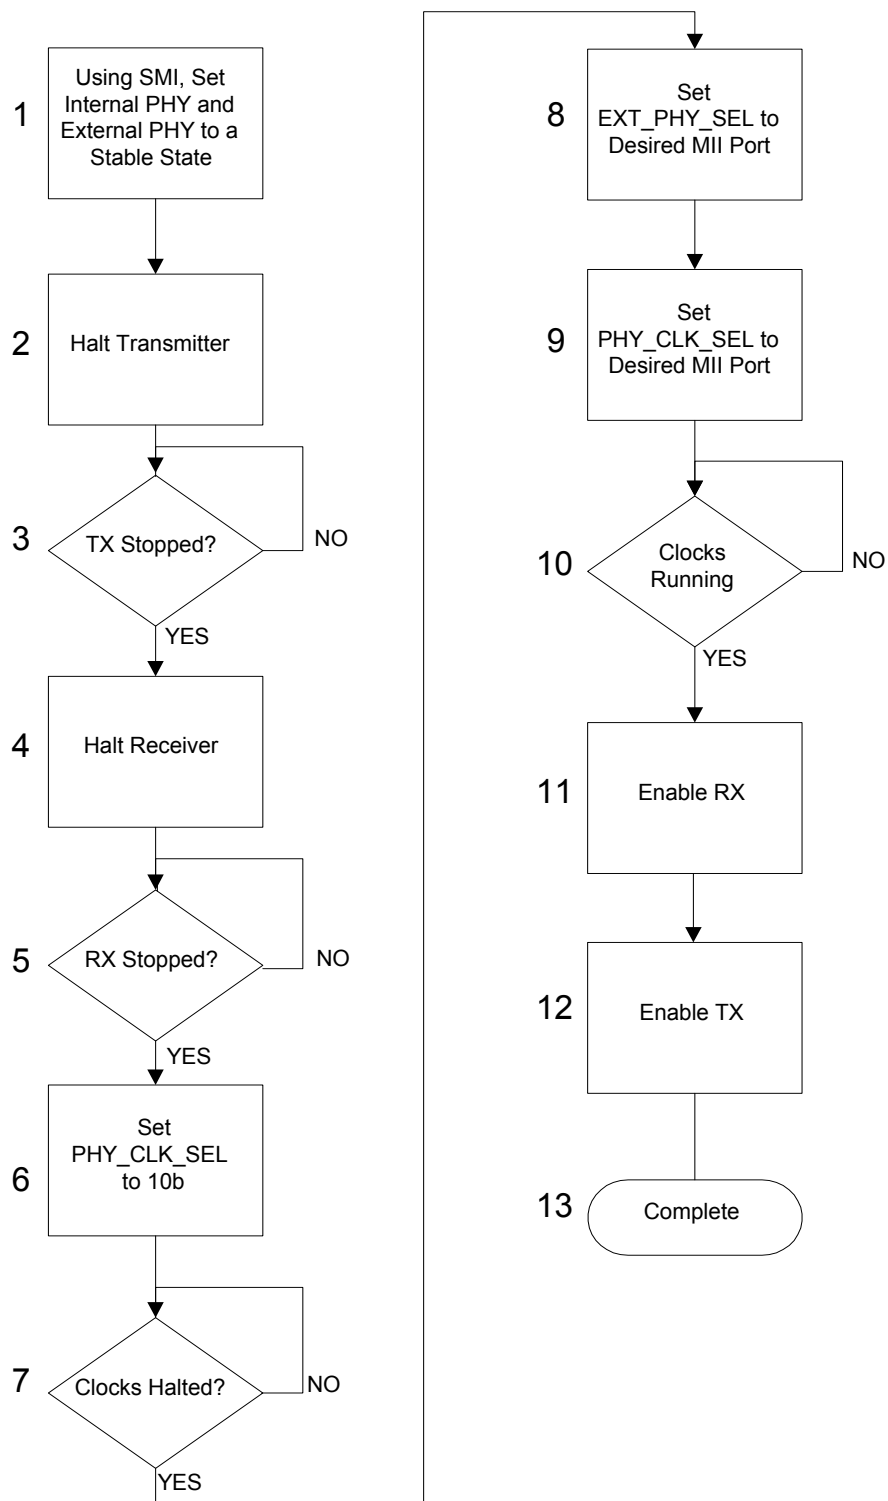 1
Using SMI, Set
Internal PHY and
External PHY to a
Stable State
2
Halt Transmitter
3
TX Stopped?
NO
YES
4
Halt Receiver
5
RX Stopped?
NO
YES
6
Set
PHY_CLK_SEL
to 10b
7
Clocks Halted?
NO
YES
8
Set
EXT_PHY_SEL to
Desired MII Port
9
Set
PHY_CLK_SEL to
Desired MII Port
10
Clocks
Running
NO
YES
11
Enable RX
12
Enable TX
13
Complete